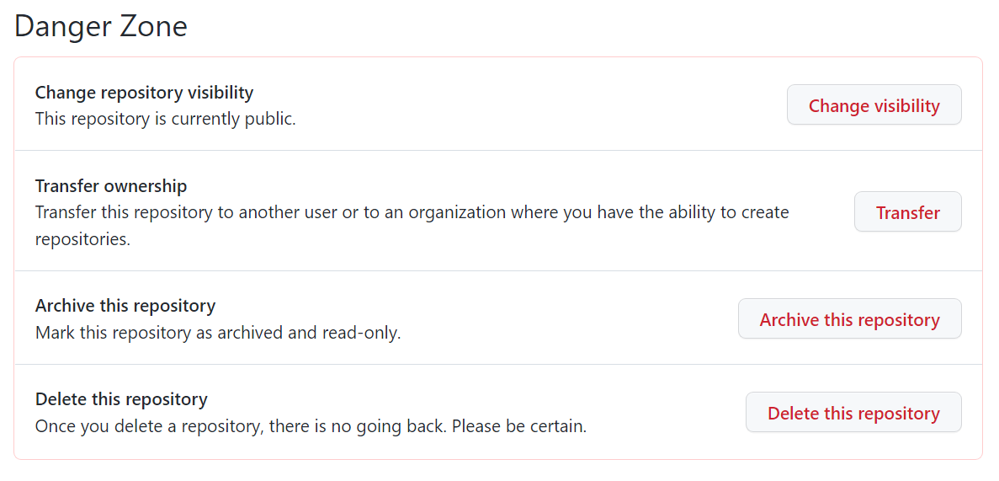 Danger Zone
Change repository visibility
This repository is currently public.
Change visibility
Transfer ownership
Transfer this repository to another user or to an organization where you have the ability to create
repositories.
Transfer
Archive this repository
Mark this repository as archived and read-only.
Archive this repository
Delete this repository
Once you delete a repository, there is no going back. Please be certain.
Delete this repository